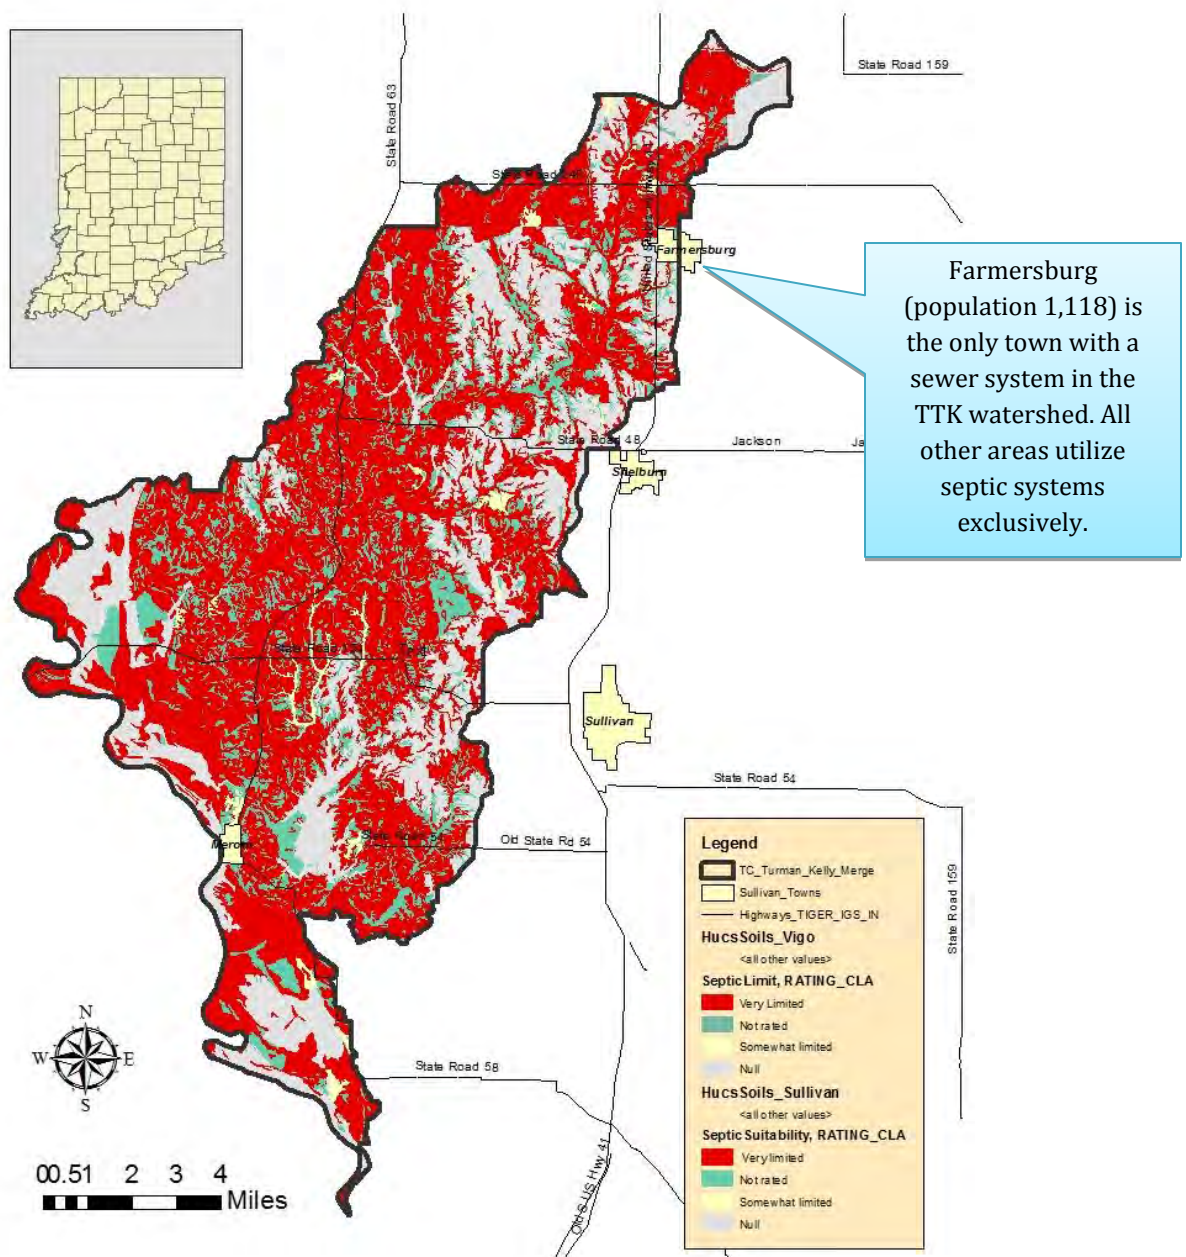 State Road 159
State Road 63
Farmersburg
Farmersburg
(population 1,118) is
the only town with a
sewer system in the
TTK watershed. All
other areas utilize
septic systems
exclusively.
State Road 48
Jackson
Shelburn
State Road
Sullivan
State Road 54
Merom
Old State Rd 54
State Road 159
State Road 58
Old S US Hwy 41
Legend
TC_Turman_Kelly_Merge
Sullivan_Towns
Highways_TIGER_IGS_IN
HucsSoils_Vigo
<all other values>
Septic Limit, RATING_CLA
Very Limited
Not rated
Somewhat limited
Null
HucsSoils_Sullivan
<all other values>
Septic Suitability, RATING_CLA
Very limited
Not rated
Somewhat limited
Null
N
W E
S
0 0.5 1 2 3 4
Miles